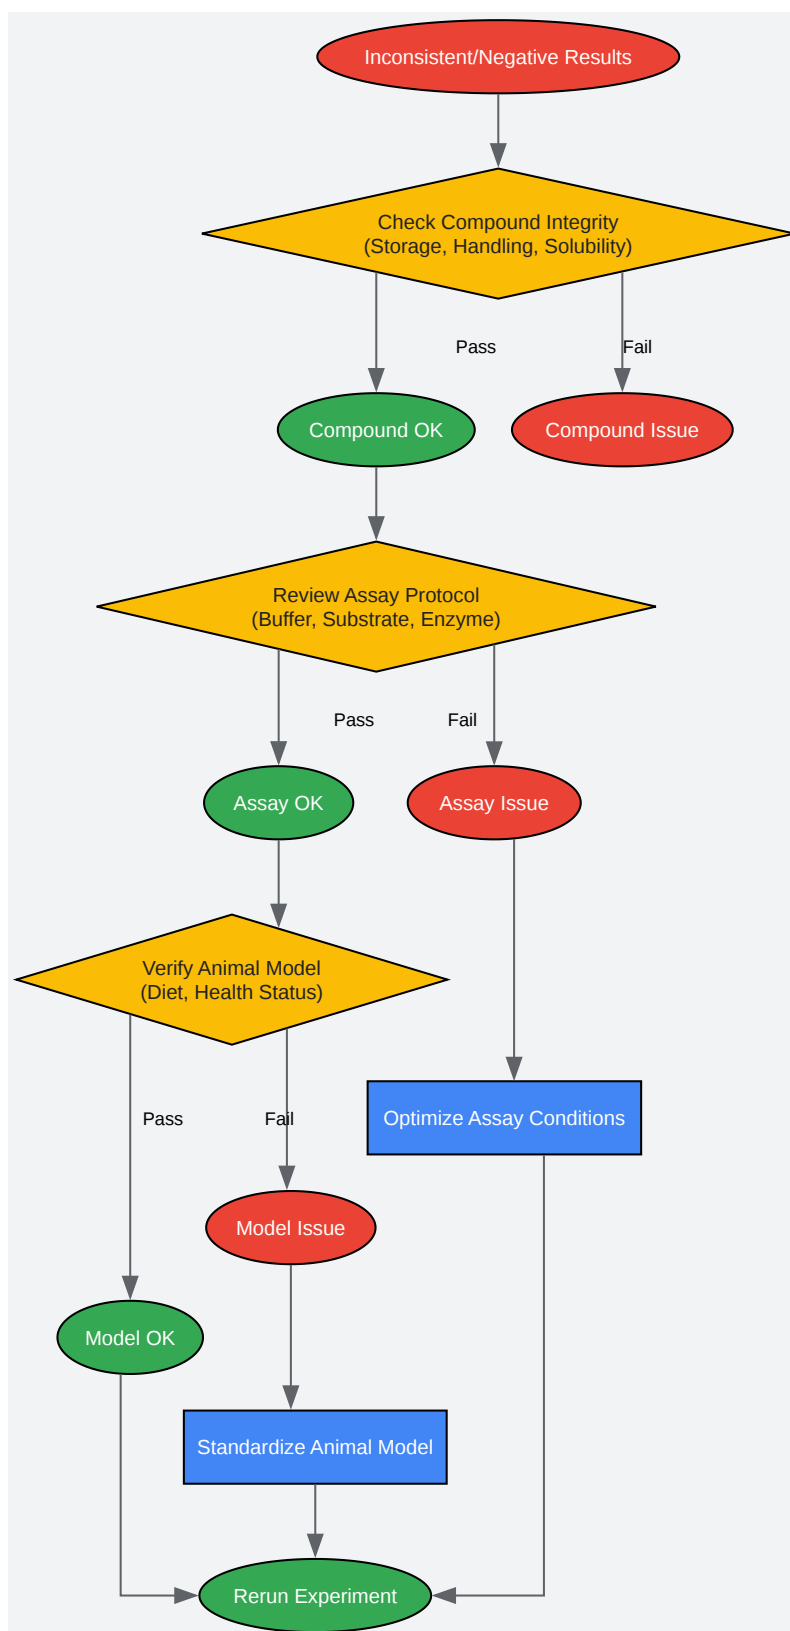 Inconsistent/Negative Results
Check Compound Integrity
(Storage, Handling, Solubility)
Pass
Fail
Compound OK
Compound Issue
Review Assay Protocol
(Buffer, Substrate, Enzyme)
Pass
Fail
Assay OK
Assay Issue
Verify Animal Model
(Diet, Health Status)
Pass
Fail
Optimize Assay Conditions
Model Issue
Model OK
Standardize Animal Model
Rerun Experiment